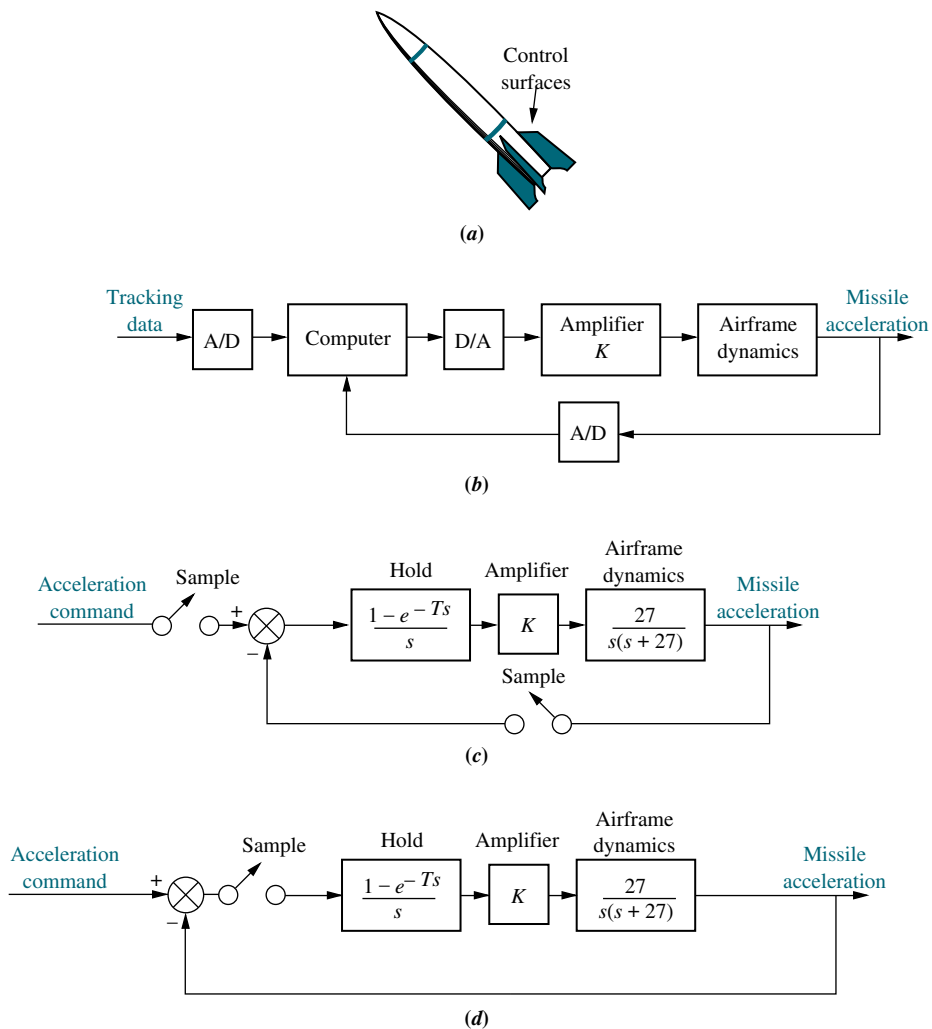 Control
surfaces
(a)
Tracking
data
A/D
Computer
D/A
Amplifier
K
Airframe
dynamics
Missile
acceleration
A/D
(b)
Acceleration
command
Sample
+
−
Hold
1 − e^{−Ts}
s
Amplifier
K
Airframe
dynamics
27
s(s + 27)
Missile
acceleration
Sample
(c)
Acceleration
command
+
−
Sample
Hold
1 − e^{−Ts}
s
Amplifier
K
Airframe
dynamics
27
s(s + 27)
Missile
acceleration
(d)